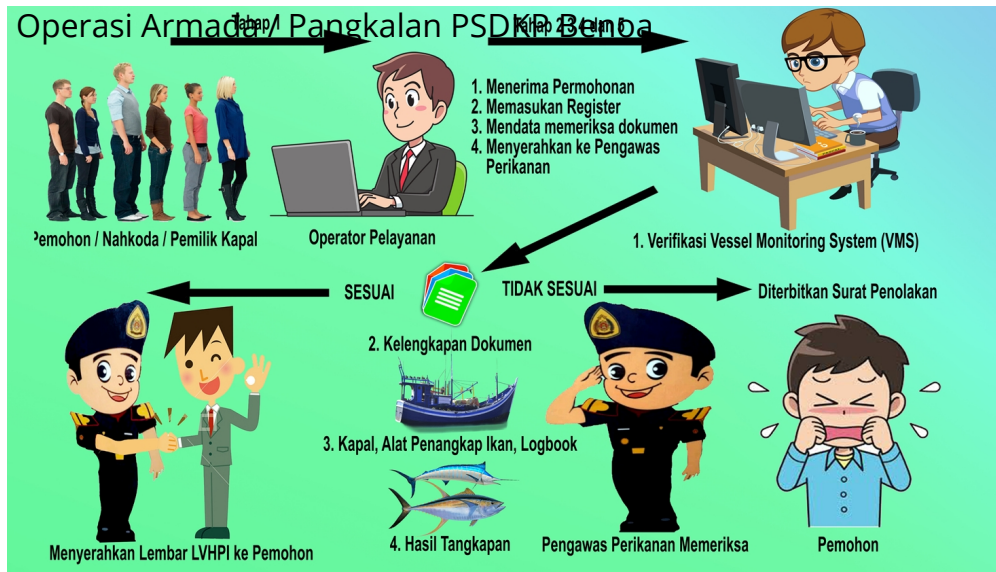 Operasi Armada / Pangkalan PSDKP Benoa
Tahap 1
Tahap 2 3 4 dan 5
1. Menerima Permohonan
2. Memasukan Register
3. Mendata memeriksa dokumen
4. Menyerahkan ke Pengawas
Perikanan
Pemohon / Nahkoda / Pemilik Kapal
Operator Pelayanan
1. Verifikasi Vessel Monitoring System (VMS)
SESUAI
TIDAK SESUAI
Diterbitkan Surat Penolakan
2. Kelengkapan Dokumen
3. Kapal, Alat Penangkap Ikan, Logbook
4. Hasil Tangkapan
Menyerahkan Lembar LVHPI ke Pemohon
Pengawas Perikanan Memeriksa
Pemohon